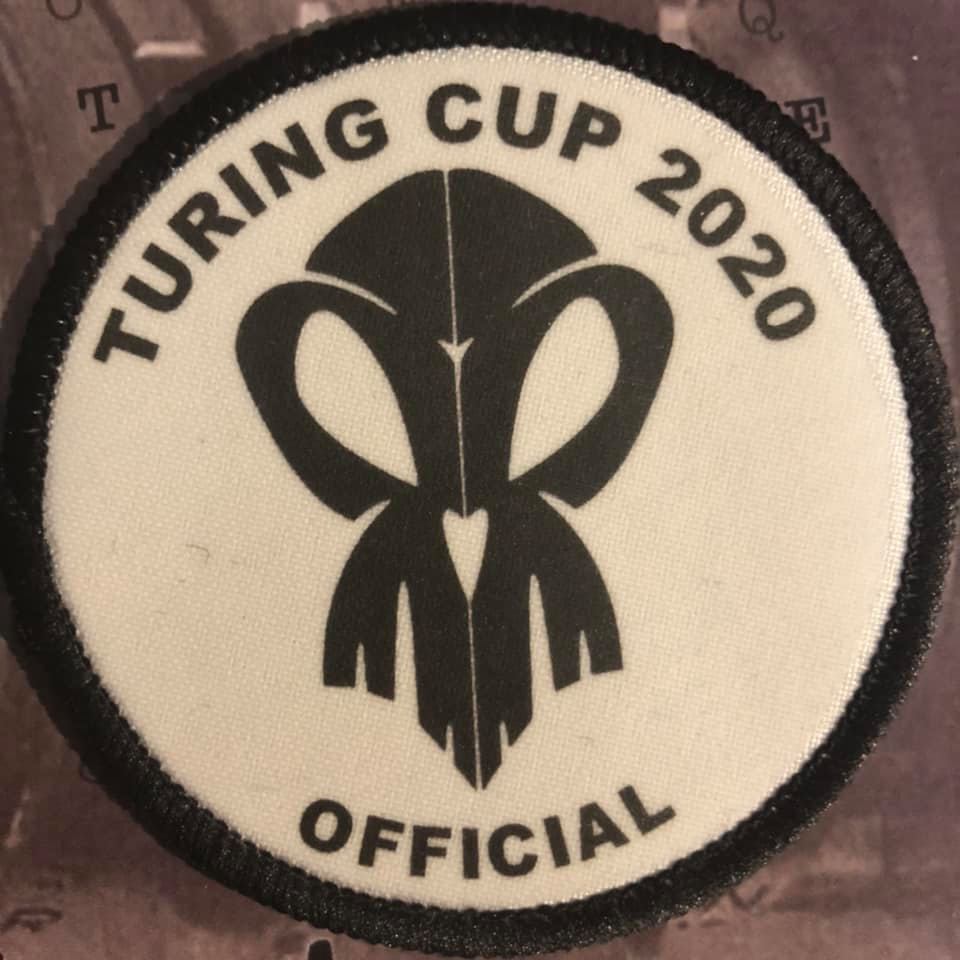 O Q
T E
TURING CUP 2020
OFFICIAL